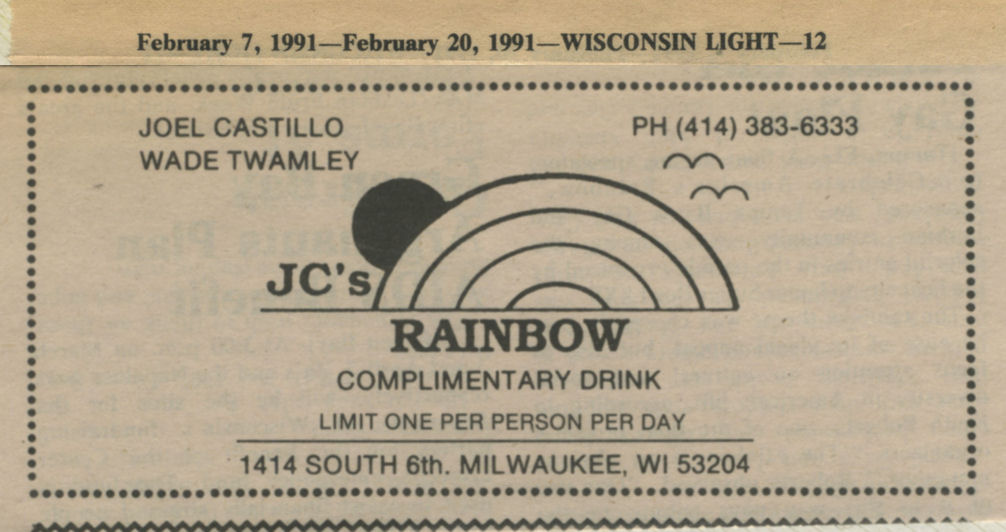 February 7, 1991—February 20, 1991—WISCONSIN LIGHT—12
JOEL CASTILLO
WADE TWAMLEY
PH (414) 383-6333
JC's
RAINBOW
COMPLIMENTARY DRINK
LIMIT ONE PER PERSON PER DAY
1414 SOUTH 6th. MILWAUKEE, WI 53204